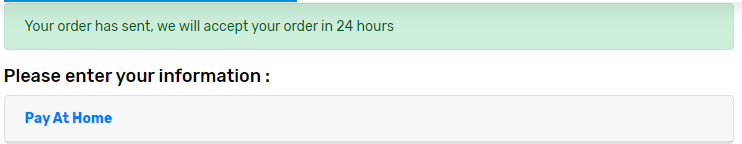 Your order has sent, we will accept your order in 24 hours
Please enter your information :
Pay At Home